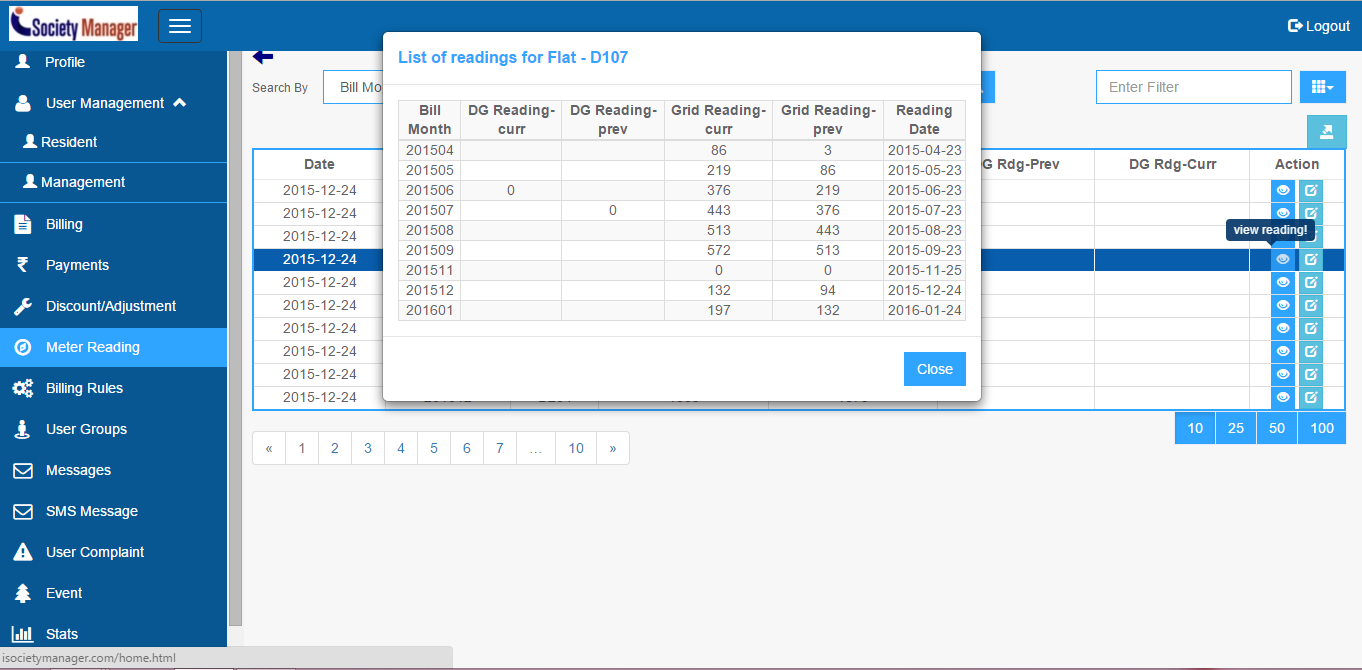 Society Manager
Logout
Profile
User Management
Resident
Management
Billing
Payments
Discount/Adjustment
Meter Reading
Billing Rules
User Groups
Messages
SMS Message
User Complaint
Event
Stats
isocietymanager.com/home.html
Search By Bill Mo
Enter Filter
List of readings for Flat - D107
Bill Month DG Reading-curr DG Reading-prev Grid Reading-curr Grid Reading-prev Reading Date
201504 86 3 2015-04-23
201505 219 86 2015-05-23
201506 0 376 219 2015-06-23
201507 0 443 376 2015-07-23
201508 513 443 2015-08-23
201509 572 513 2015-09-23
201511 0 0 2015-11-25
201512 132 94 2015-12-24
201601 197 132 2016-01-24
Close
Date G Rdg-Prev DG Rdg-Curr Action
2015-12-24
2015-12-24
2015-12-24
view reading!
2015-12-24
2015-12-24
2015-12-24
2015-12-24
2015-12-24
2015-12-24
2015-12-24
10 25 50 100
« 1 2 3 4 5 6 7 ... 10 »